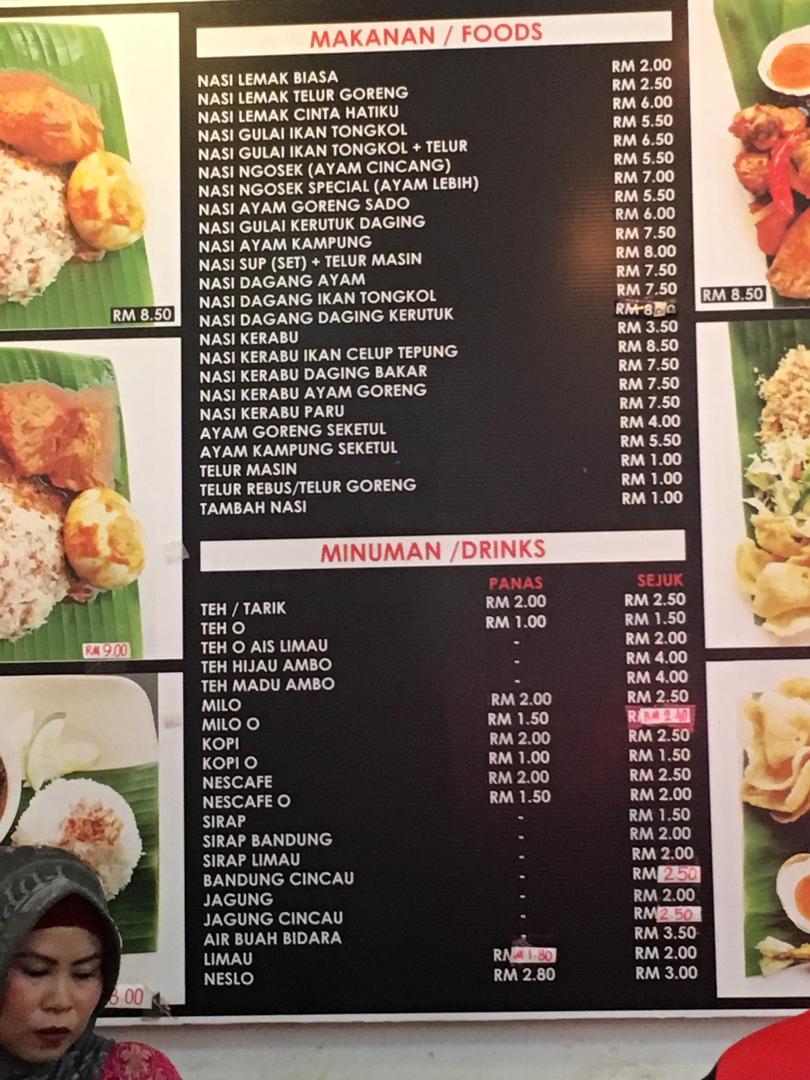 MAKANAN / FOODS
NASI LEMAK BIASA RM 2.00
NASI LEMAK TELUR GORENG RM 2.50
NASI LEMAK CINTA HATIKU RM 6.00
NASI GULAI IKAN TONGKOL RM 5.50
NASI GULAI IKAN TONGKOL + TELUR RM 6.50
NASI NGOSEK (AYAM CINCANG) RM 5.50
NASI NGOSEK SPECIAL (AYAM LEBIH) RM 7.00
NASI AYAM GORENG SADO RM 5.50
NASI GULAI KERUTUK DAGING RM 6.00
NASI AYAM KAMPUNG RM 7.50
NASI SUP (SET) + TELUR MASIN RM 8.00
NASI DAGANG AYAM RM 7.50
NASI DAGANG IKAN TONGKOL RM 7.50
NASI DAGANG DAGING KERUTUK RM
NASI KERABU RM 3.50
NASI KERABU IKAN CELUP TEPUNG RM 8.50
NASI KERABU DAGING BAKAR RM 7.50
NASI KERABU AYAM GORENG RM 7.50
NASI KERABU PARU RM 7.50
AYAM GORENG SEKETUL RM 4.00
AYAM KAMPUNG SEKETUL RM 5.50
TELUR MASIN RM 1.00
TELUR REBUS/TELUR GORENG RM 1.00
TAMBAH NASI RM 1.00
MINUMAN /DRINKS
PANAS SEJUK
TEH / TARIK RM 2.00 RM 2.50
TEH O RM 1.00 RM 1.50
TEH O AIS LIMAU - RM 2.00
TEH HIJAU AMBO - RM 4.00
TEH MADU AMBO - RM 4.00
MILO RM 2.00 RM 2.50
MILO O RM 1.50 RM 2.40
KOPI RM 2.00 RM 2.50
KOPI O RM 1.00 RM 1.50
NESCAFE RM 2.00 RM 2.50
NESCAFE O RM 1.50 RM 2.00
SIRAP - RM 1.50
SIRAP BANDUNG - RM 2.00
SIRAP LIMAU - RM 2.00
BANDUNG CINCAU - RM 2.50
JAGUNG - RM 2.00
JAGUNG CINCAU - RM 2.50
AIR BUAH BIDARA - RM 3.50
LIMAU RM 1.80 RM 2.00
NESLO RM 2.80 RM 3.00
RM 8.50
RM 9.00
8.00
RM 8.50